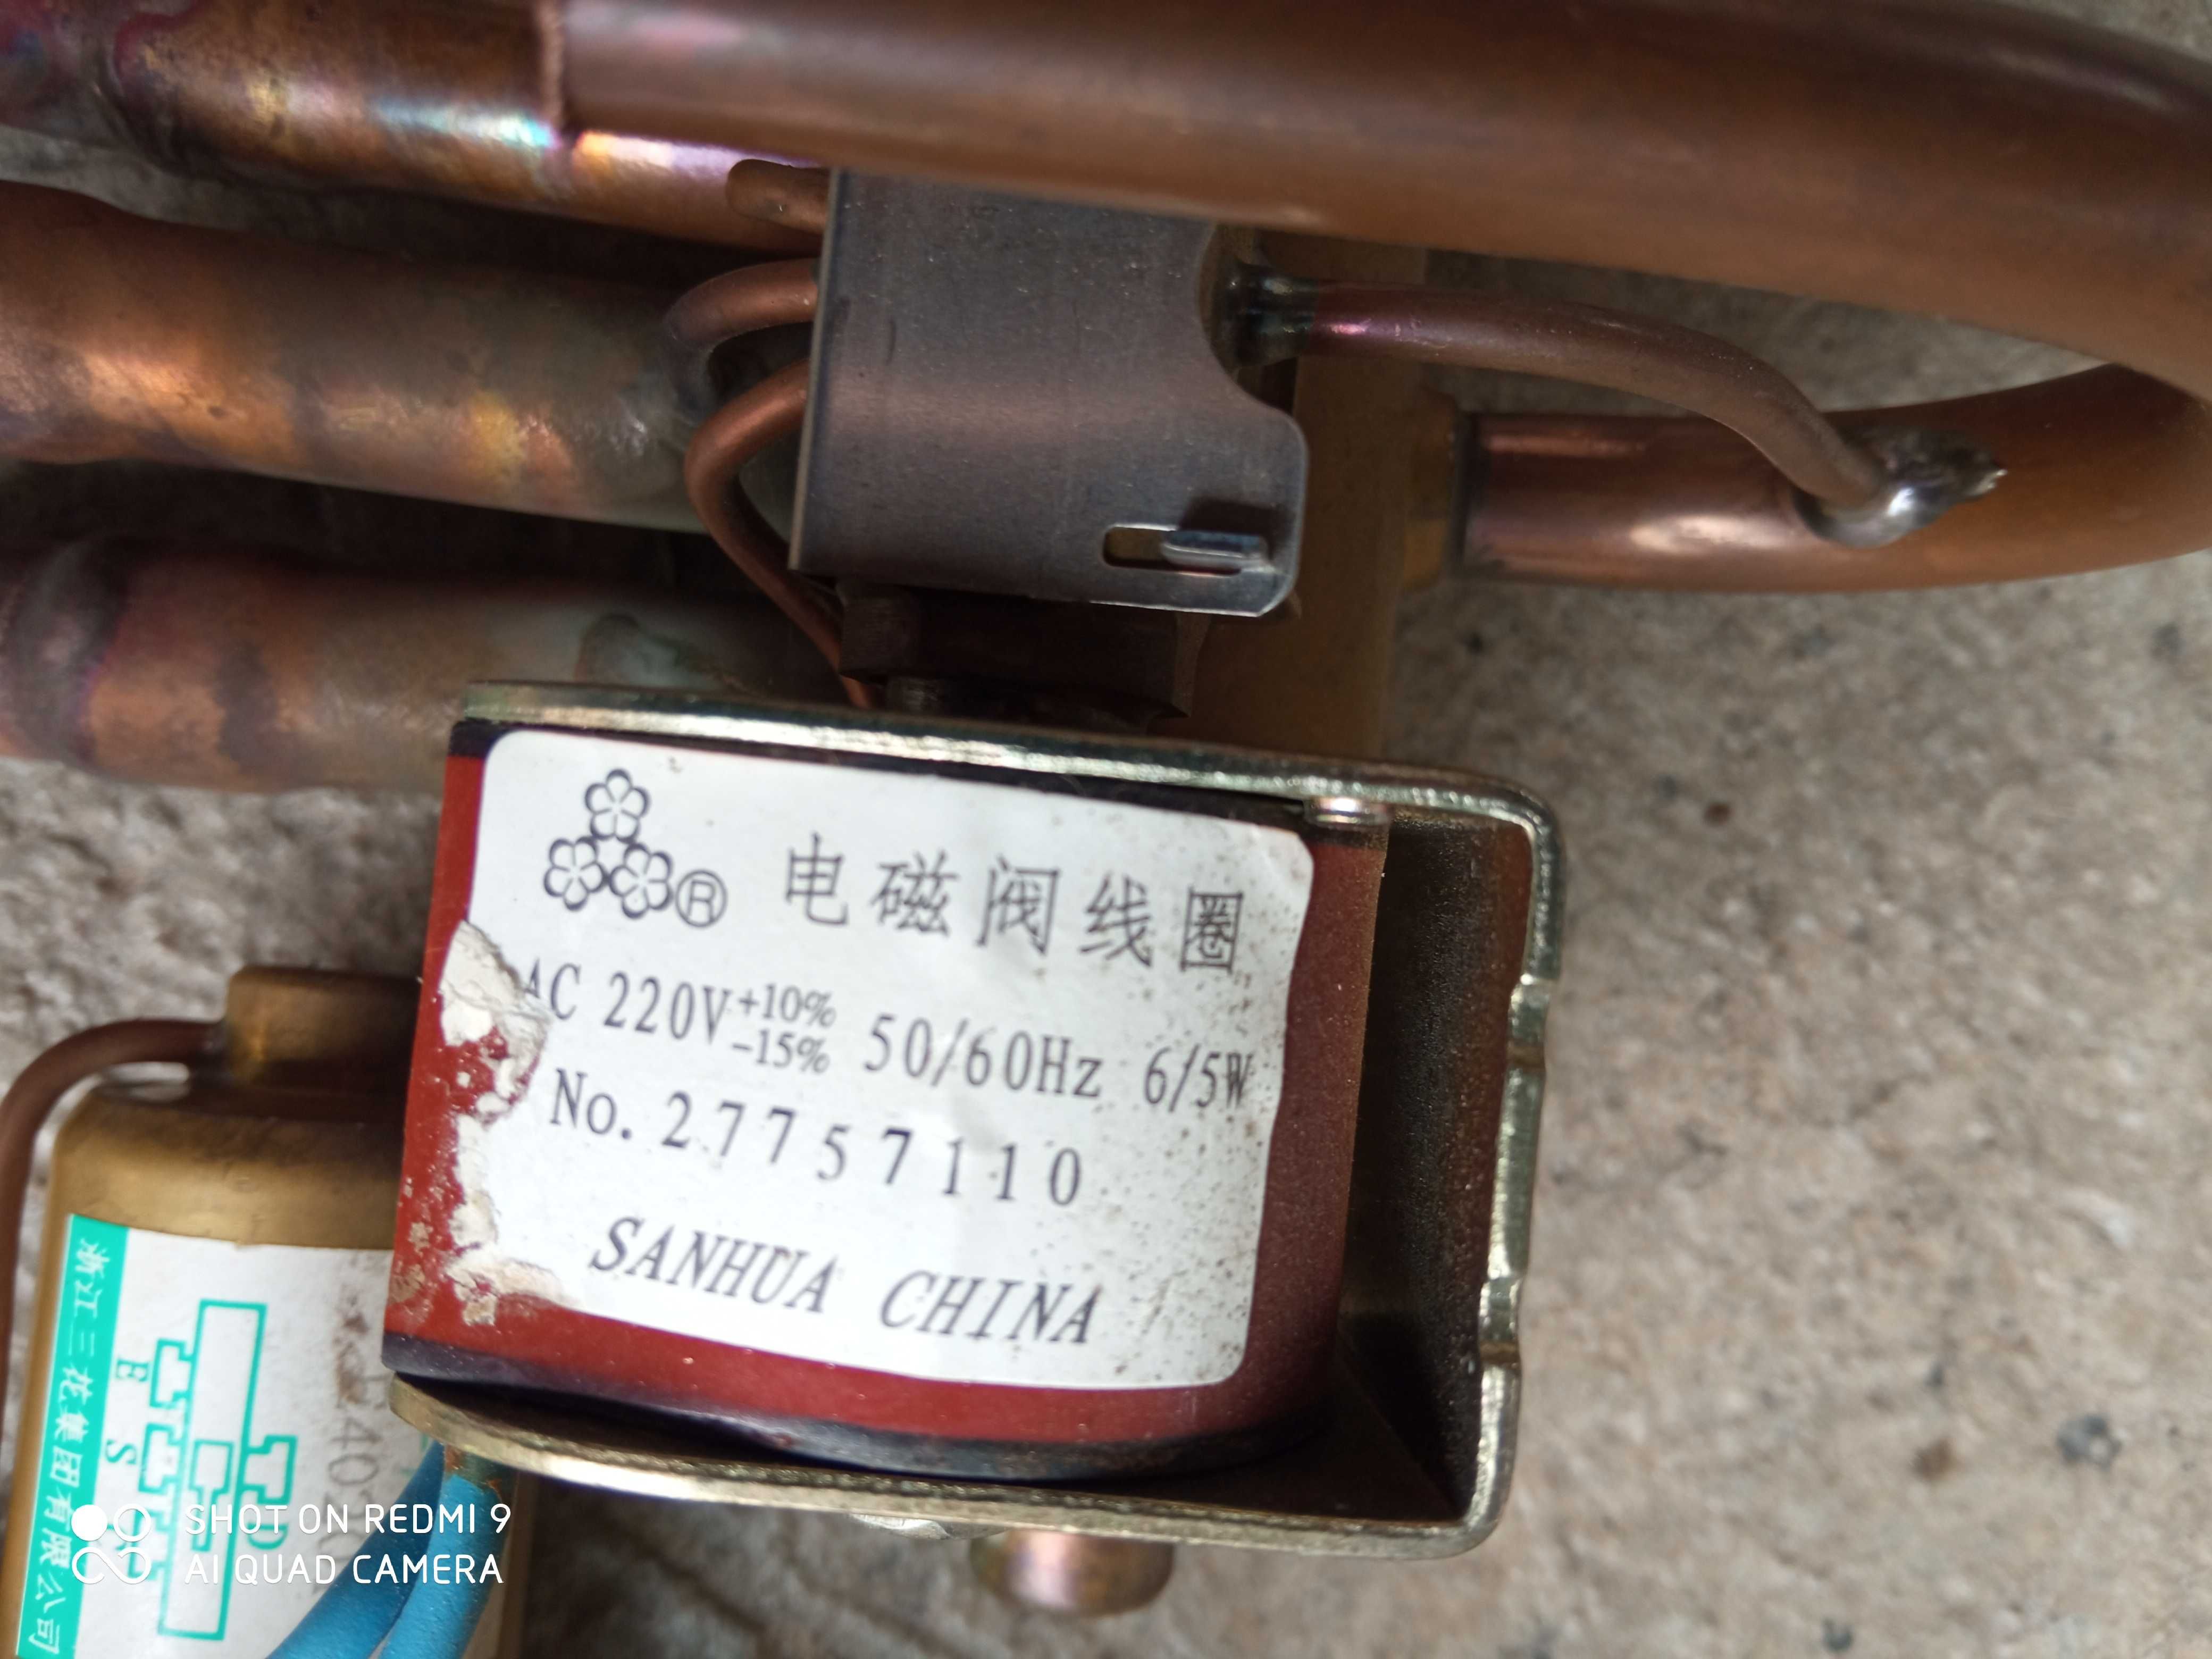 ® 电磁阀线圈
AC 220V +10% -15% 50/60Hz 6/5W
No. 27757110
SANHUA CHINA
浙江三花集团有限公司
E S C
D
SHOT ON REDMI 9
AI QUAD CAMERA